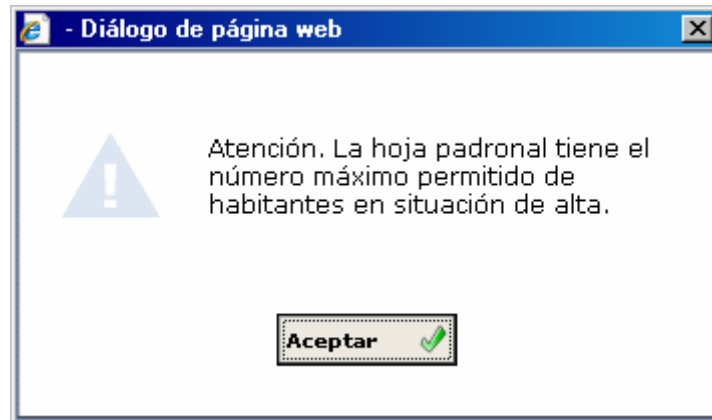 - Diálogo de página web
Atención. La hoja padronal tiene el
número máximo permitido de
habitantes en situación de alta.
Aceptar